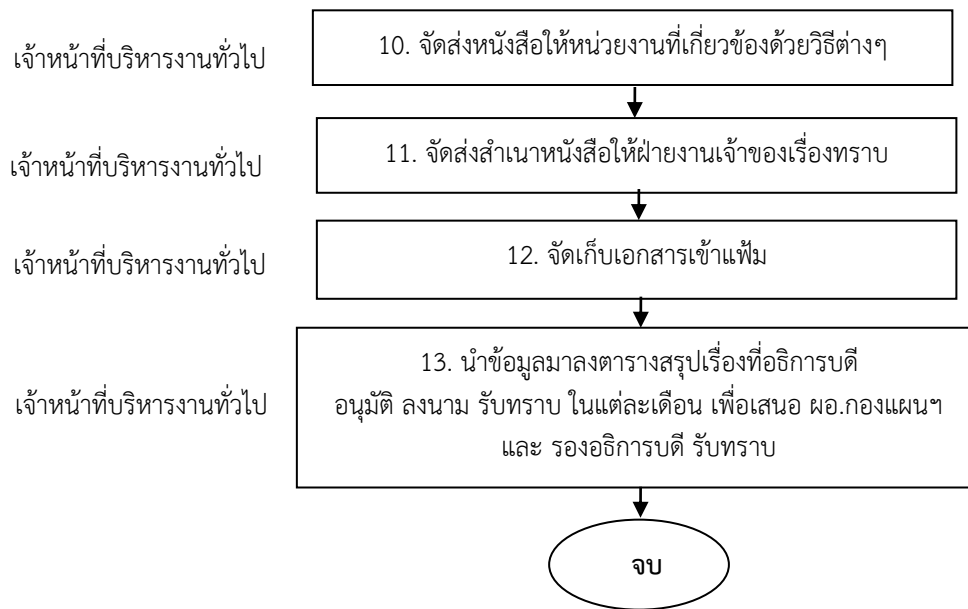 เจ้าหน้าที่บริหารงานทั่วไป
10. จัดส่งหนังสือให้หน่วยงานที่เกี่ยวข้องด้วยวิธีต่างๆ
เจ้าหน้าที่บริหารงานทั่วไป
11. จัดส่งสำเนาหนังสือให้ฝ่ายงานเจ้าของเรื่องทราบ
เจ้าหน้าที่บริหารงานทั่วไป
12. จัดเก็บเอกสารเข้าแฟ้ม
เจ้าหน้าที่บริหารงานทั่วไป
13. นำข้อมูลมาลงตารางสรุปเรื่องที่อธิการบดี
อนุมัติ ลงนาม รับทราบ ในแต่ละเดือน เพื่อเสนอ ผอ.กองแผนฯ
และ รองอธิการบดี รับทราบ
จบ